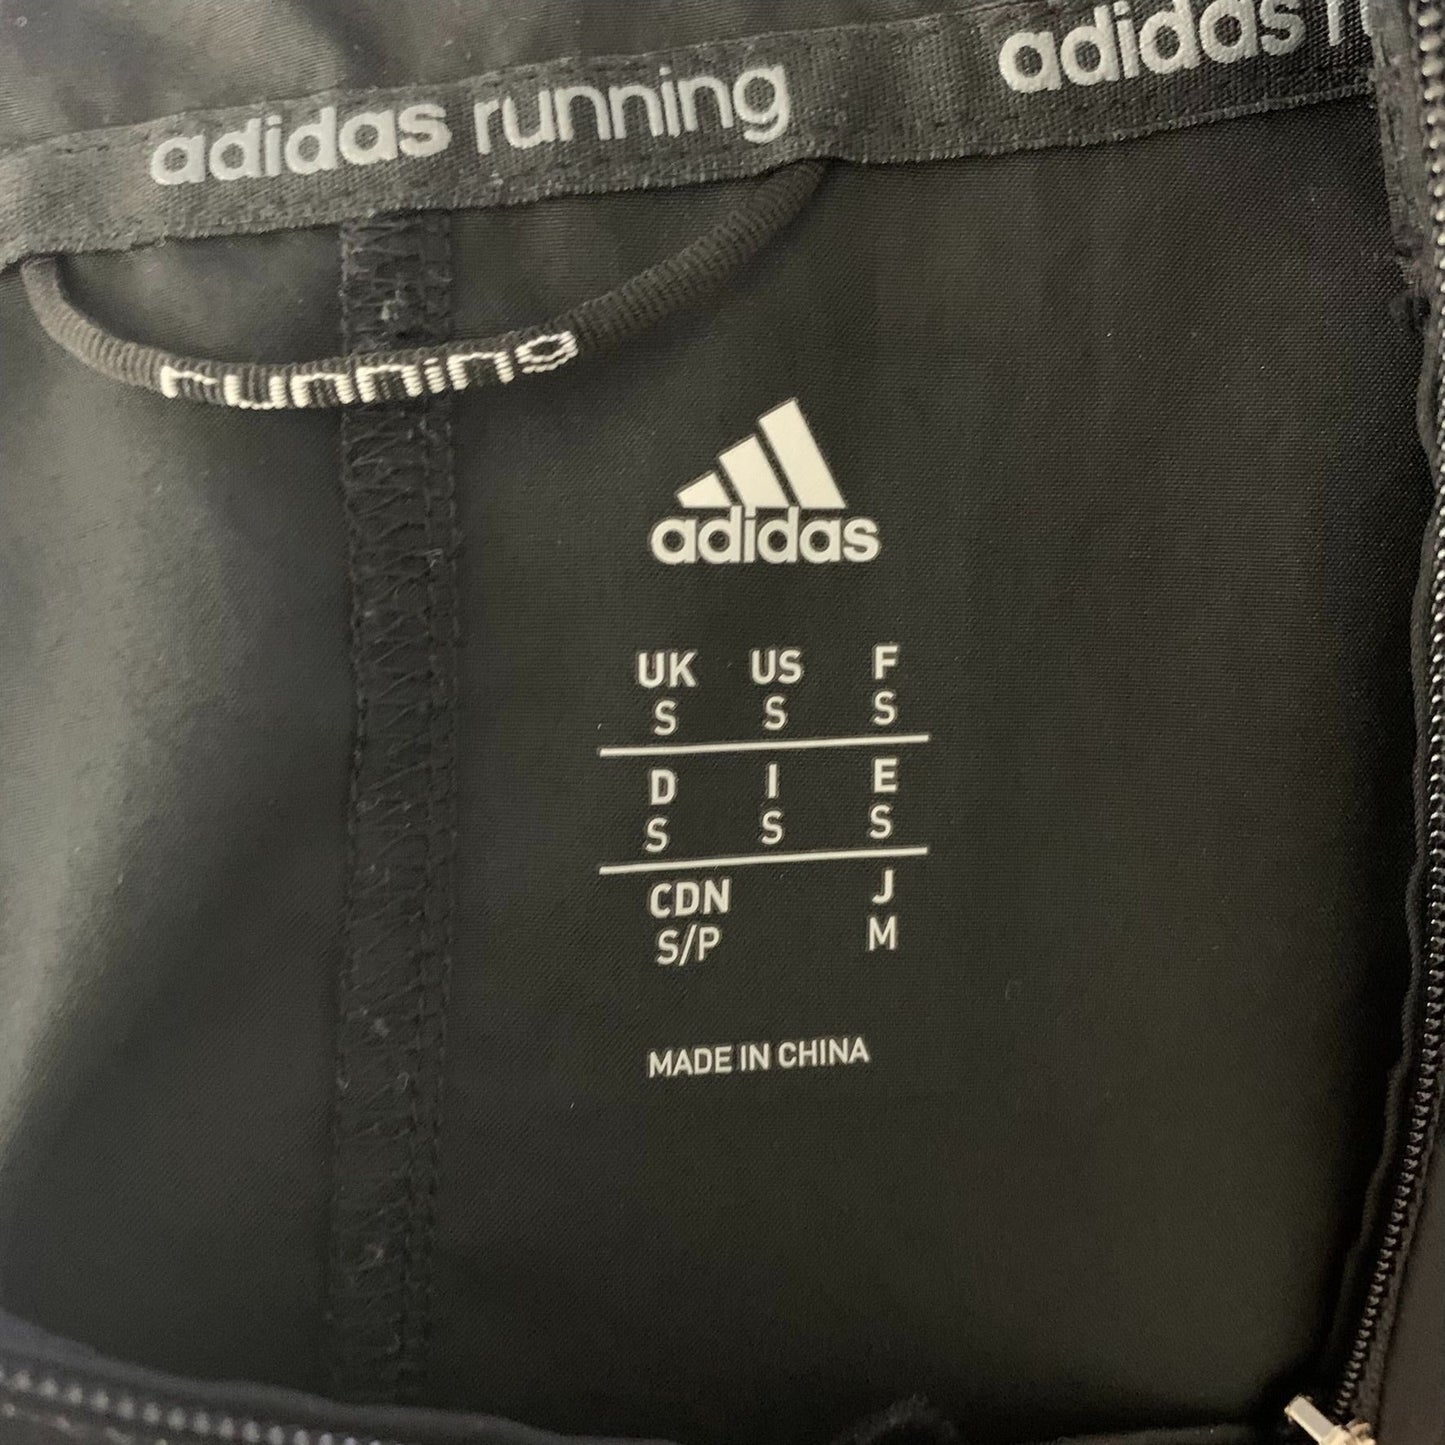 adidas running
adidas
running
adidas
UK US F
S S S
D I E
S S S
CDN J
S/P M
MADE IN CHINA